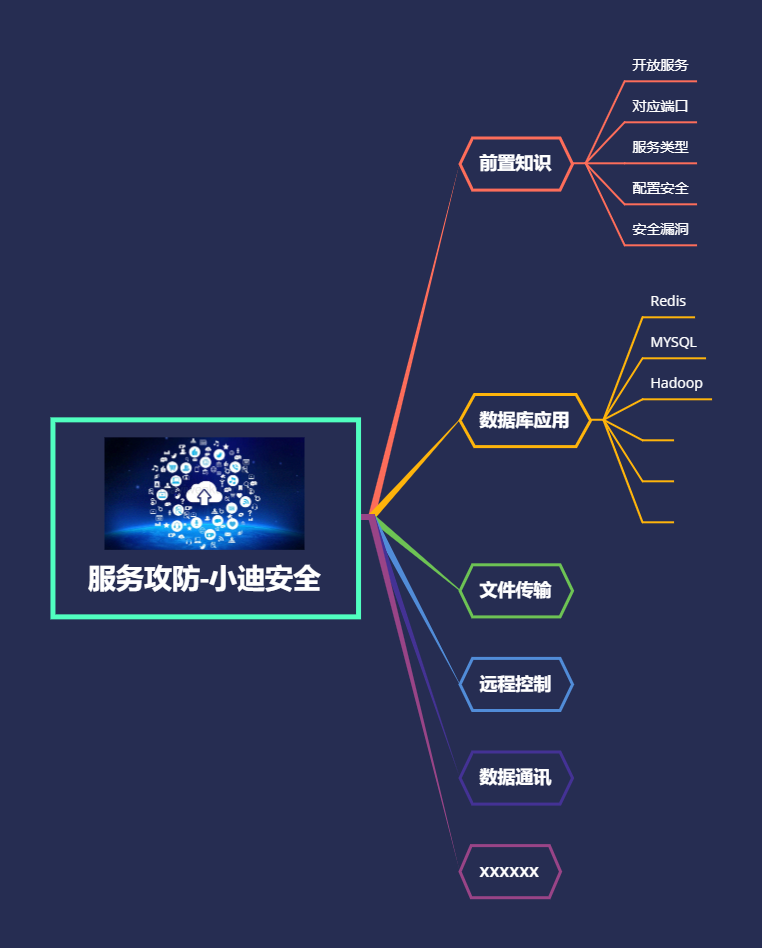 服务攻防-小迪安全
前置知识
开放服务
对应端口
服务类型
配置安全
安全漏洞
数据库应用
Redis
MYSQL
Hadoop
文件传输
远程控制
数据通讯
xxxxxx